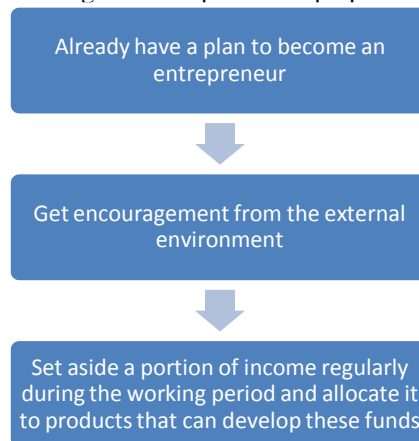 Already have a plan to become an
entrepreneur
Get encouragement from the external
environment
Set aside a portion of income regularly
during the working period and allocate it
to products that can develop these funds